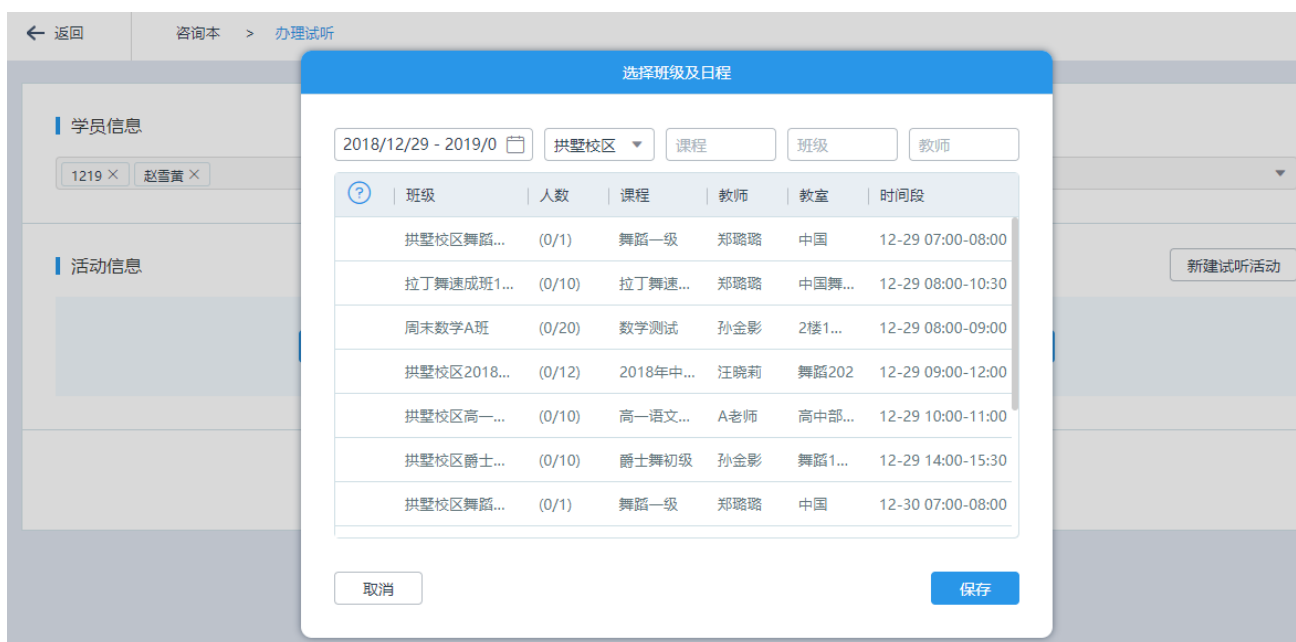 返回 咨询本 > 办理试听
选择班级及日程
学员信息
1219 × 赵雪黄 ×
2018/12/29 - 2019/0 拱墅校区 课程 班级 教师
? 班级 人数 课程 教师 教室 时间段
拱墅校区舞蹈... (0/1) 舞蹈一级 郑璐璐 中国 12-29 07:00-08:00
活动信息
新建试听活动
拉丁舞速成班1... (0/10) 拉丁舞速... 郑璐璐 中国舞... 12-29 08:00-10:30
周末数学A班 (0/20) 数学测试 孙金影 2楼1... 12-29 08:00-09:00
拱墅校区2018... (0/12) 2018年中... 汪晓莉 舞蹈202 12-29 09:00-12:00
拱墅校区高一... (0/10) 高一语文... A老师 高中部... 12-29 10:00-11:00
拱墅校区爵士... (0/10) 爵士舞初级 孙金影 舞蹈1... 12-29 14:00-15:30
拱墅校区舞蹈... (0/1) 舞蹈一级 郑璐璐 中国 12-30 07:00-08:00
取消 保存